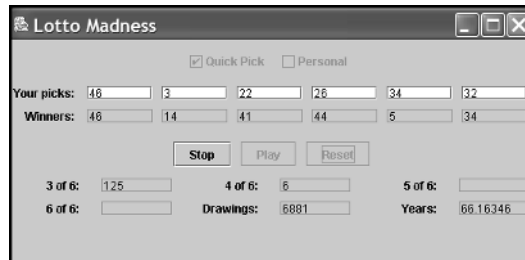 Lotto Madness
Quick Pick Personal
Your picks: 46 3 22 26 34 32
Winners: 46 14 41 44 5 34
Stop Play Reset
3 of 6: 125 4 of 6: 6 5 of 6:
6 of 6: Drawings: 6881 Years: 66.16346